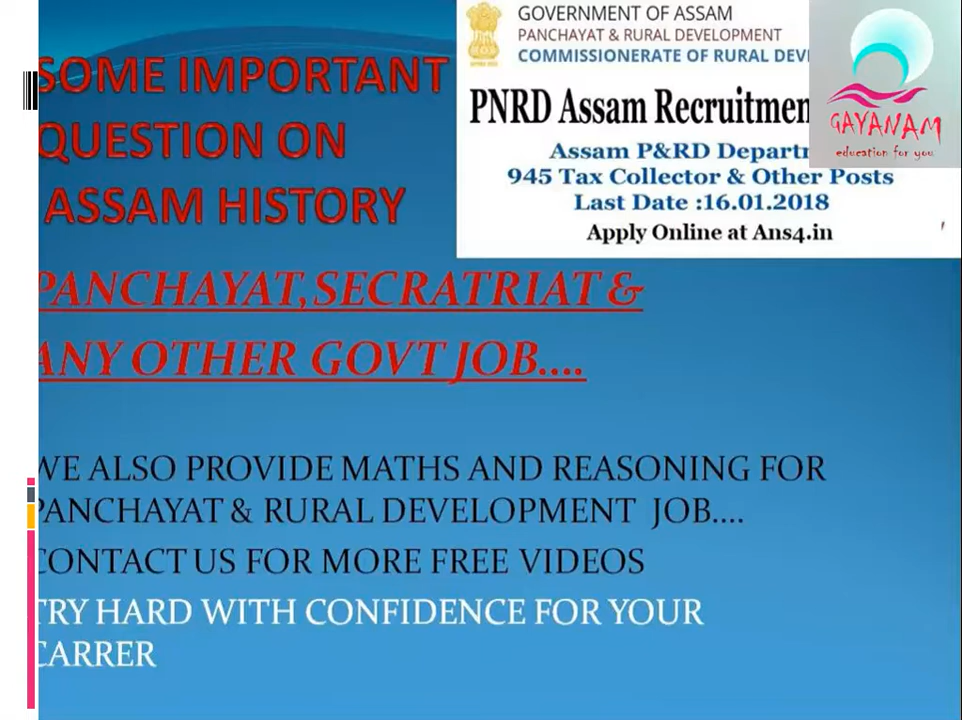 SOME IMPORTANT
QUESTION ON
ASSAM HISTORY
GOVERNMENT OF ASSAM
PANCHAYAT & RURAL DEVELOPMENT
COMMISSIONERATE OF RURAL DEV
PNRD Assam Recruitmen
Assam P&RD Departm
945 Tax Collector & Other Posts
Last Date :16.01.2018
Apply Online at Ans4.in
GAYANAM
education for you
PANCHAYAT,SECRATRIAT &
ANY OTHER GOVT JOB....
WE ALSO PROVIDE MATHS AND REASONING FOR
PANCHAYAT & RURAL DEVELOPMENT JOB....
CONTACT US FOR MORE FREE VIDEOS
TRY HARD WITH CONFIDENCE FOR YOUR
CARRER